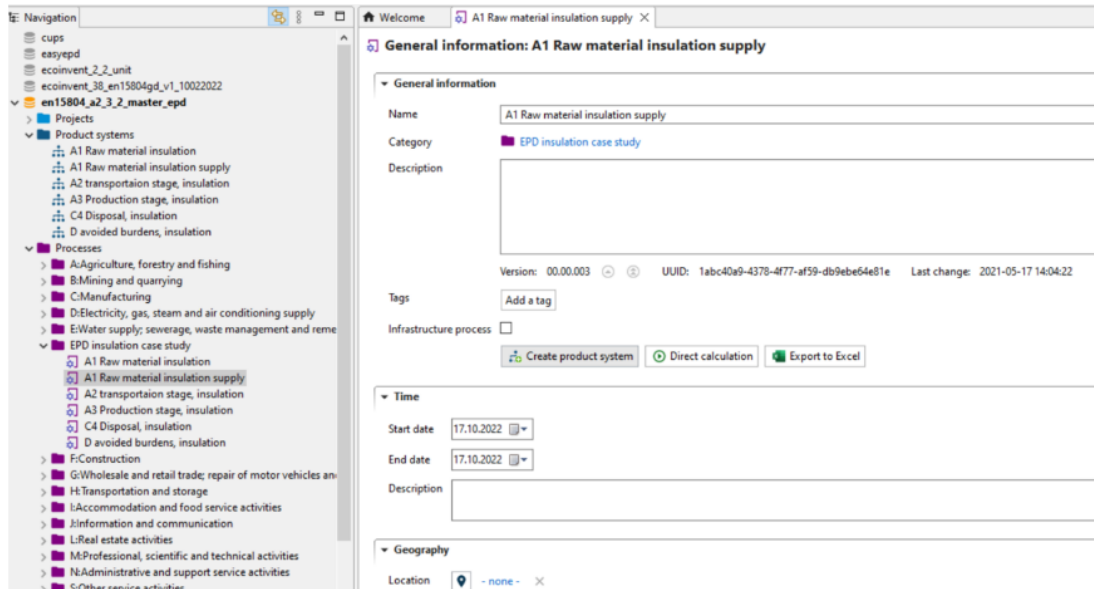 Navigation
cups
easyepd
ecoinvent_2_2_unit
ecoinvent_38_en15804gd_v1_10022022
en15804_a2_3_2_master_epd
Projects
Product systems
A1 Raw material insulation
A1 Raw material insulation supply
A2 transportaion stage, insulation
A3 Production stage, insulation
C4 Disposal, insulation
D avoided burdens, insulation
Processes
A:Agriculture, forestry and fishing
B:Mining and quarrying
C:Manufacturing
D:Electricity, gas, steam and air conditioning supply
E:Water supply; sewerage, waste management and reme
EPD insulation case study
A1 Raw material insulation
A1 Raw material insulation supply
A2 transportaion stage, insulation
A3 Production stage, insulation
C4 Disposal, insulation
D avoided burdens, insulation
F:Construction
G:Wholesale and retail trade; repair of motor vehicles an
H:Transportation and storage
I:Accommodation and food service activities
J:Information and communication
L:Real estate activities
M:Professional, scientific and technical activities
N:Administrative and support service activities
S:Other service activities
Welcome
A1 Raw material insulation supply
General information: A1 Raw material insulation supply
General information
Name A1 Raw material insulation supply
Category EPD insulation case study
Description
Version: 00.00.003 UUID: 1abc40a9-4378-4f77-af59-db9ebe64e81e Last change: 2021-05-17 14:04:22
Tags Add a tag
Infrastructure process
Create product system Direct calculation Export to Excel
Time
Start date 17.10.2022
End date 17.10.2022
Description
Geography
Location - none -